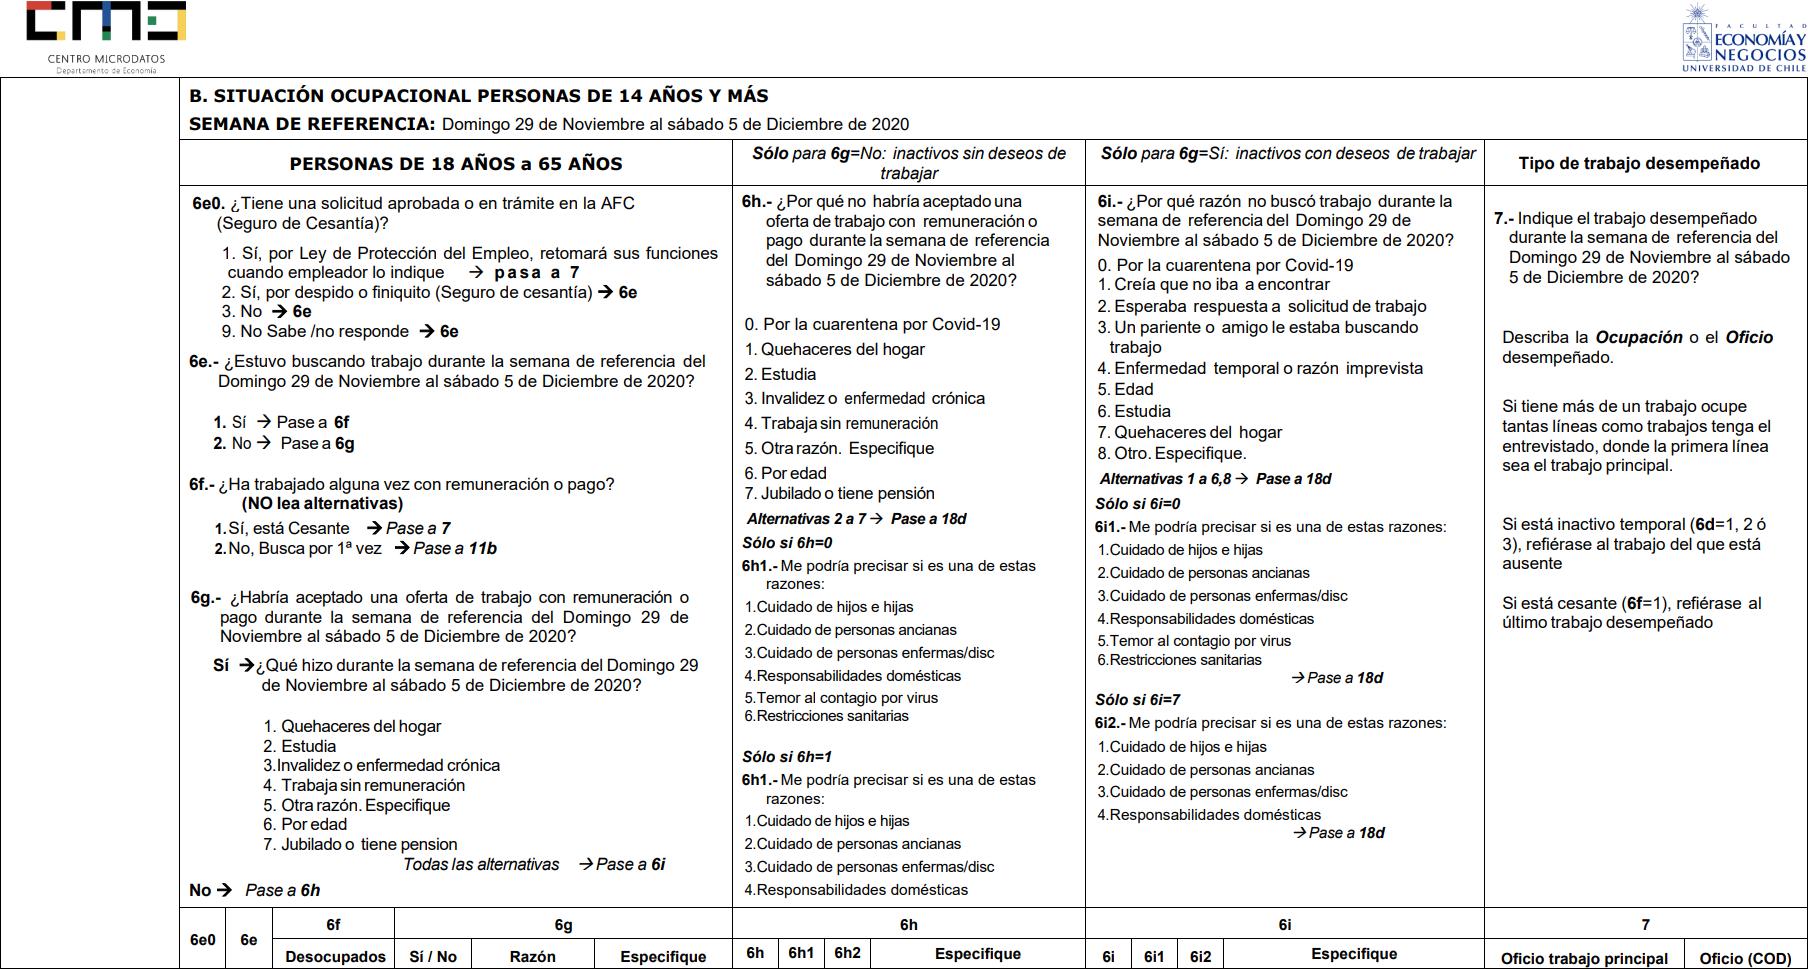 CENTRO MICRODATOS
Departamento de Economía
FACULTAD
ECONOMÍA Y
NEGOCIOS
UNIVERSIDAD DE CHILE
B. SITUACIÓN OCUPACIONAL PERSONAS DE 14 AÑOS Y MÁS
SEMANA DE REFERENCIA: Domingo 29 de Noviembre al sábado 5 de Diciembre de 2020
PERSONAS DE 18 AÑOS a 65 AÑOS
6e0. ¿Tiene una solicitud aprobada o en trámite en la AFC
(Seguro de Cesantía)?
1. Sí, por Ley de Protección del Empleo, retomará sus funciones
cuando empleador lo indique → pasa a 7
2. Sí, por despido o finiquito (Seguro de cesantía) → 6e
3. No → 6e
9. No Sabe /no responde → 6e
6e.- ¿Estuvo buscando trabajo durante la semana de referencia del
Domingo 29 de Noviembre al sábado 5 de Diciembre de 2020?
1. Sí → Pase a 6f
2. No → Pase a 6g
6f.- ¿Ha trabajado alguna vez con remuneración o pago?
(NO lea alternativas)
1. Sí, está Cesante → Pase a 7
2. No, Busca por 1ª vez → Pase a 11b
6g.- ¿Habría aceptado una oferta de trabajo con remuneración o
pago durante la semana de referencia del Domingo 29 de
Noviembre al sábado 5 de Diciembre de 2020?
Sí → ¿Qué hizo durante la semana de referencia del Domingo 29
de Noviembre al sábado 5 de Diciembre de 2020?
1. Quehaceres del hogar
2. Estudia
3.Invalidez o enfermedad crónica
4. Trabaja sin remuneración
5. Otra razón. Especifique
6. Por edad
7. Jubilado o tiene pension
Todas las alternativas → Pase a 6i
No → Pase a 6h
Sólo para 6g=No: inactivos sin deseos de
trabajar
6h.- ¿Por qué no habría aceptado una
oferta de trabajo con remuneración o
pago durante la semana de referencia
del Domingo 29 de Noviembre al
sábado 5 de Diciembre de 2020?
0. Por la cuarentena por Covid-19
1. Quehaceres del hogar
2. Estudia
3. Invalidez o enfermedad crónica
4. Trabaja sin remuneración
5. Otra razón. Especifique
6. Por edad
7. Jubilado o tiene pensión
Alternativas 2 a 7 → Pase a 18d
Sólo si 6h=0
6h1.- Me podría precisar si es una de estas
razones:
1.Cuidado de hijos e hijas
2.Cuidado de personas ancianas
3.Cuidado de personas enfermas/disc
4.Responsabilidades domésticas
5.Temor al contagio por virus
6.Restricciones sanitarias
Sólo si 6h=1
6h1.- Me podría precisar si es una de estas
razones:
1.Cuidado de hijos e hijas
2.Cuidado de personas ancianas
3.Cuidado de personas enfermas/disc
4.Responsabilidades domésticas
Sólo para 6g=Sí: inactivos con deseos de trabajar
6i.- ¿Por qué razón no buscó trabajo durante la
semana de referencia del Domingo 29 de
Noviembre al sábado 5 de Diciembre de 2020?
0. Por la cuarentena por Covid-19
1. Creía que no iba a encontrar
2. Esperaba respuesta a solicitud de trabajo
3. Un pariente o amigo le estaba buscando
trabajo
4. Enfermedad temporal o razón imprevista
5. Edad
6. Estudia
7. Quehaceres del hogar
8. Otro. Especifique.
Alternativas 1 a 6,8 → Pase a 18d
Sólo si 6i=0
6i1.- Me podría precisar si es una de estas razones:
1.Cuidado de hijos e hijas
2.Cuidado de personas ancianas
3.Cuidado de personas enfermas/disc
4.Responsabilidades domésticas
5.Temor al contagio por virus
6.Restricciones sanitarias
→ Pase a 18d
Sólo si 6i=7
6i2.- Me podría precisar si es una de estas razones:
1.Cuidado de hijos e hijas
2.Cuidado de personas ancianas
3.Cuidado de personas enfermas/disc
4.Responsabilidades domésticas
→ Pase a 18d
Tipo de trabajo desempeñado
7.- Indique el trabajo desempeñado
durante la semana de referencia del
Domingo 29 de Noviembre al sábado
5 de Diciembre de 2020?
Describa la Ocupación o el Oficio
desempeñado.
Si tiene más de un trabajo ocupe
tantas líneas como trabajos tenga el
entrevistado, donde la primera línea
sea el trabajo principal.
Si está inactivo temporal (6d=1, 2 ó
3), refiérase al trabajo del que está
ausente
Si está cesante (6f=1), refiérase al
último trabajo desempeñado
6e0 6e 6f 6g 6h 6i 7
Desocupados Sí / No Razón Especifique 6h 6h1 6h2 Especifique 6i 6i1 6i2 Especifique Oficio trabajo principal Oficio (COD)